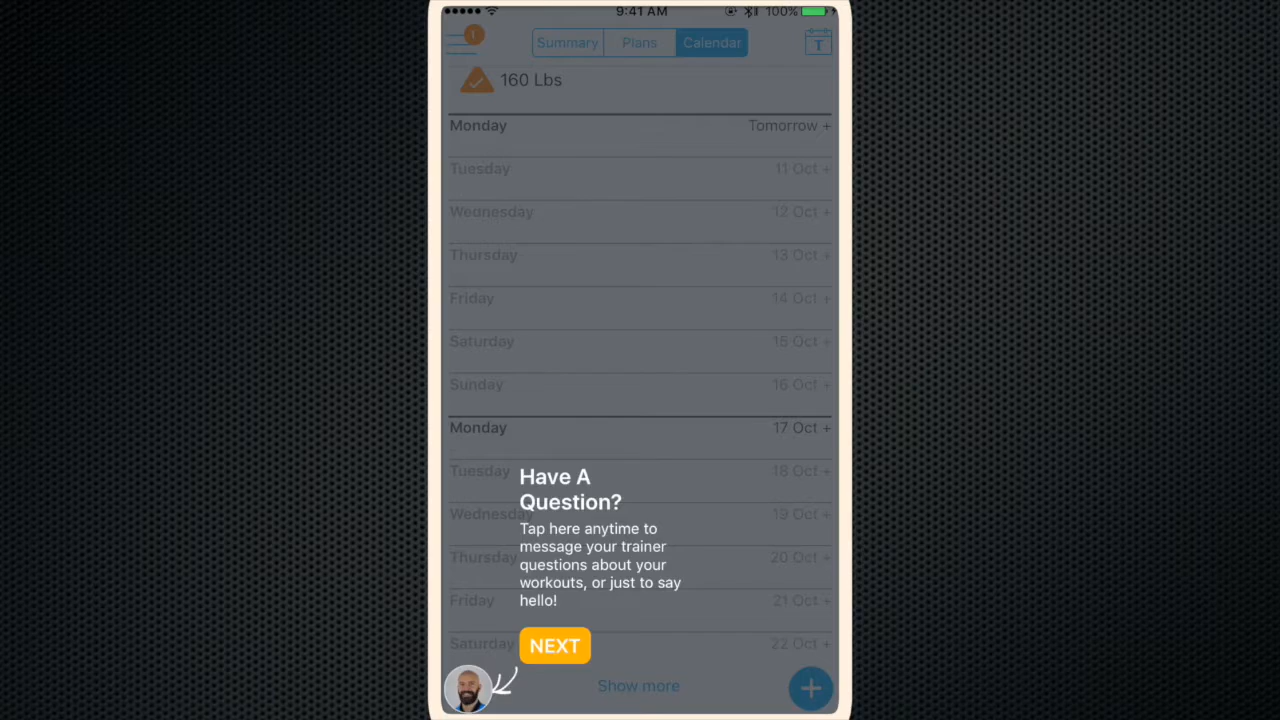 9:41 AM 100%
1
Summary Plans Calendar T
160 Lbs
Monday Tomorrow +
Tuesday 11 Oct +
Wednesday 12 Oct +
Thursday 13 Oct +
Friday 14 Oct +
Saturday 15 Oct +
Sunday 16 Oct +
Monday 17 Oct +
Tuesday 18 Oct +
Wednesday 19 Oct +
Thursday 20 Oct +
Friday 21 Oct +
Saturday 22 Oct +
Have A
Question?
Tap here anytime to
message your trainer
questions about your
workouts, or just to say
hello!
NEXT
Show more
+